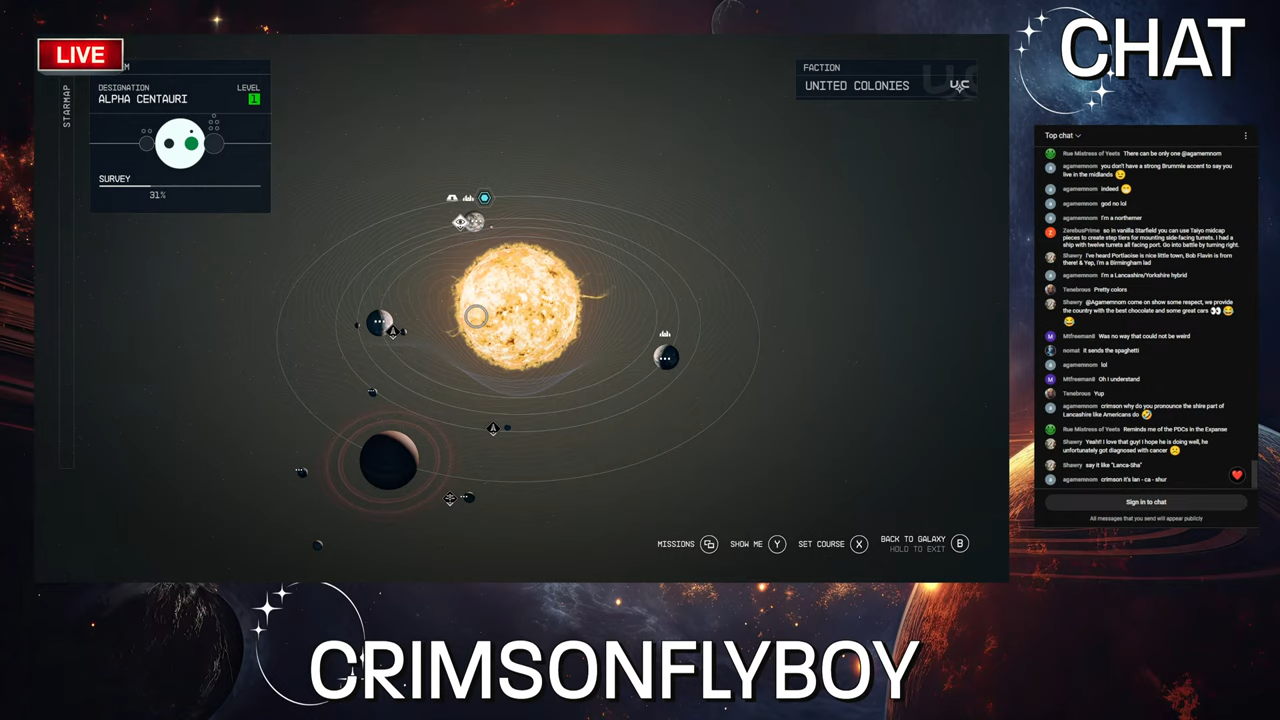 LIVE
CHAT
M
DESIGNATION
ALPHA CENTAURI
LEVEL
1
SURVEY
31%
STARMAP
FACTION
UNITED COLONIES
UC
MISSIONS
SHOW ME Y
SET COURSE X
BACK TO GALAXY B
HOLD TO EXIT
Top chat
Rue Mistress of Yeets There can be only one @agamemnom
agamemnom you don't have a strong Brummie accent to say you
live in the midlands
agamemnom indeed
agamemnom god no lol
agamemnom I'm a northerner
ZerebusPrime so in vanilla Starfield you can use Taiyo midcap
pieces to create step tiers for mounting side-facing turrets. I had a
ship with twelve turrets all facing port. Go into battle by turning right.
Shawry I've heard Portlaoise is nice little town, Bob Flavin is from
there! & Yep, I'm a Birmingham lad
agamemnom I'm a Lancashire/Yorkshire hybrid
Tenebrous Pretty colors
Shawry @Agamemnom come on show some respect, we provide
the country with the best chocolate and some great cars
Mtfreeman8 Was no way that could not be weird
nomat It sends the spaghetti
agamemnom lol
Mtfreeman8 Oh I understand
Tenebrous Yup
agamemnom crimson why do you pronounce the shire part of
Lancashire like Americans do
Rue Mistress of Yeets Reminds me of the PDCs in the Expanse
Shawry Yeah!! I love that guy! I hope he is doing well, he
unfortunately got diagnosed with cancer
Shawry say it like "Lanca-Sha"
agamemnom crimson it's lan - ca - shur
Sign in to chat
All messages that you send will appear publicly
CRIMSONFLYBOY